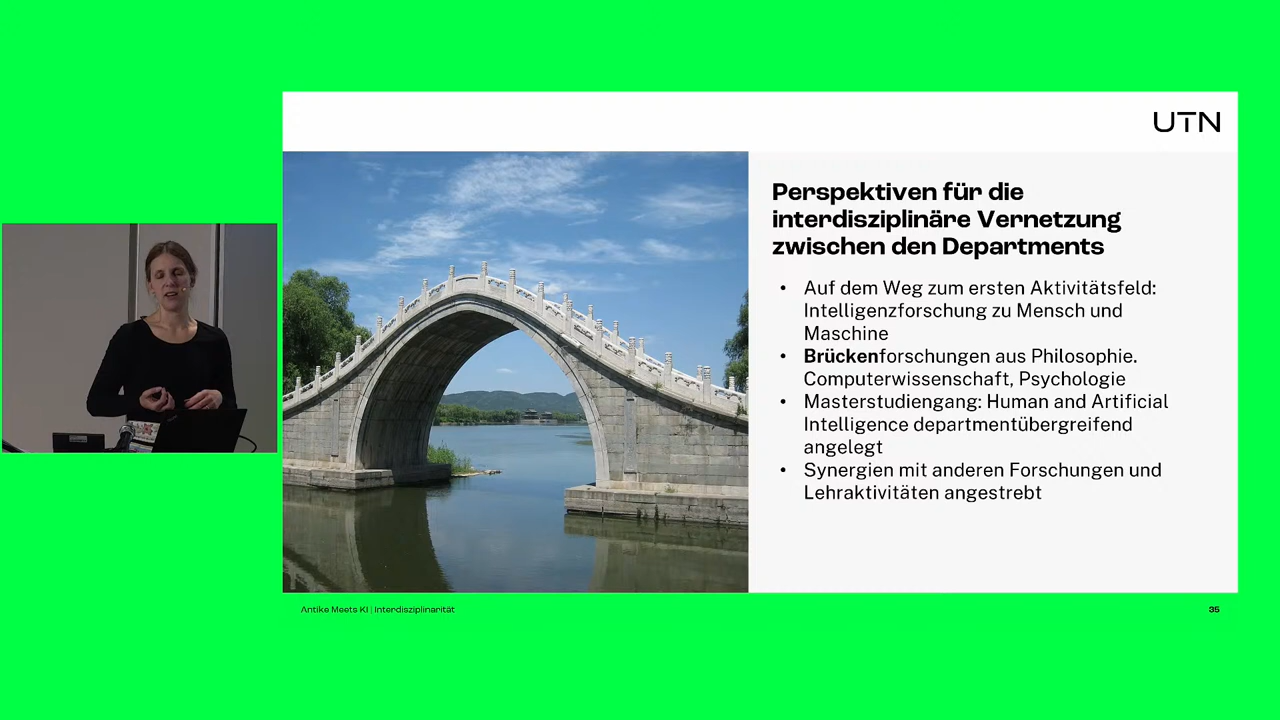 UTN
Perspektiven für die
interdisziplinäre Vernetzung
zwischen den Departments
• Auf dem Weg zum ersten Aktivitätsfeld:
Intelligenzforschung zu Mensch und
Maschine
• Brückenforschungen aus Philosophie.
Computerwissenschaft, Psychologie
• Masterstudiengang: Human and Artificial
Intelligence departmentübergreifend
angelegt
• Synergien mit anderen Forschungen und
Lehraktivitäten angestrebt
Antike Meets KI | Interdisziplinarität
35